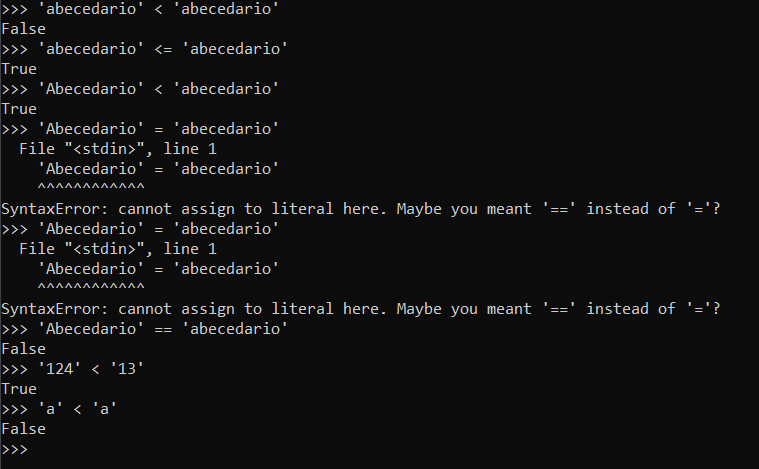 >>> 'abecedario' < 'abecedario'
False
>>> 'abecedario' <= 'abecedario'
True
>>> 'Abecedario' < 'abecedario'
True
>>> 'Abecedario' = 'abecedario'
  File "<stdin>", line 1
    'Abecedario' = 'abecedario'
    ^^^^^^^^^^^^
SyntaxError: cannot assign to literal here. Maybe you meant '==' instead of '='?
>>> 'Abecedario' = 'abecedario'
  File "<stdin>", line 1
    'Abecedario' = 'abecedario'
    ^^^^^^^^^^^^
SyntaxError: cannot assign to literal here. Maybe you meant '==' instead of '='?
>>> 'Abecedario' == 'abecedario'
False
>>> '124' < '13'
True
>>> 'a' < 'a'
False
>>>